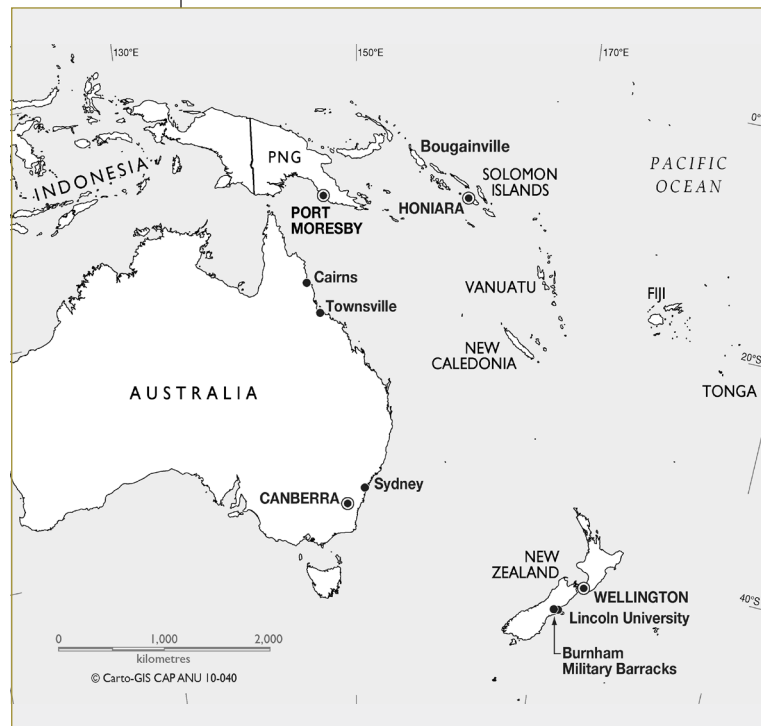 130°E
150°E
170°E
0°
PACIFIC
OCEAN
Bougainville
PNG
SOLOMON
ISLANDS
INDONESIA
HONIARA
PORT
MORESBY
Cairns
VANUATU
FIJI
Townsville
NEW
CALEDONIA
20°S
AUSTRALIA
TONGA
Sydney
CANBERRA
NEW
ZEALAND
WELLINGTON
40°S
Lincoln University
0 1,000 2,000
kilometres
Burnham
Military Barracks
© Carto-GIS CAP ANU 10-040